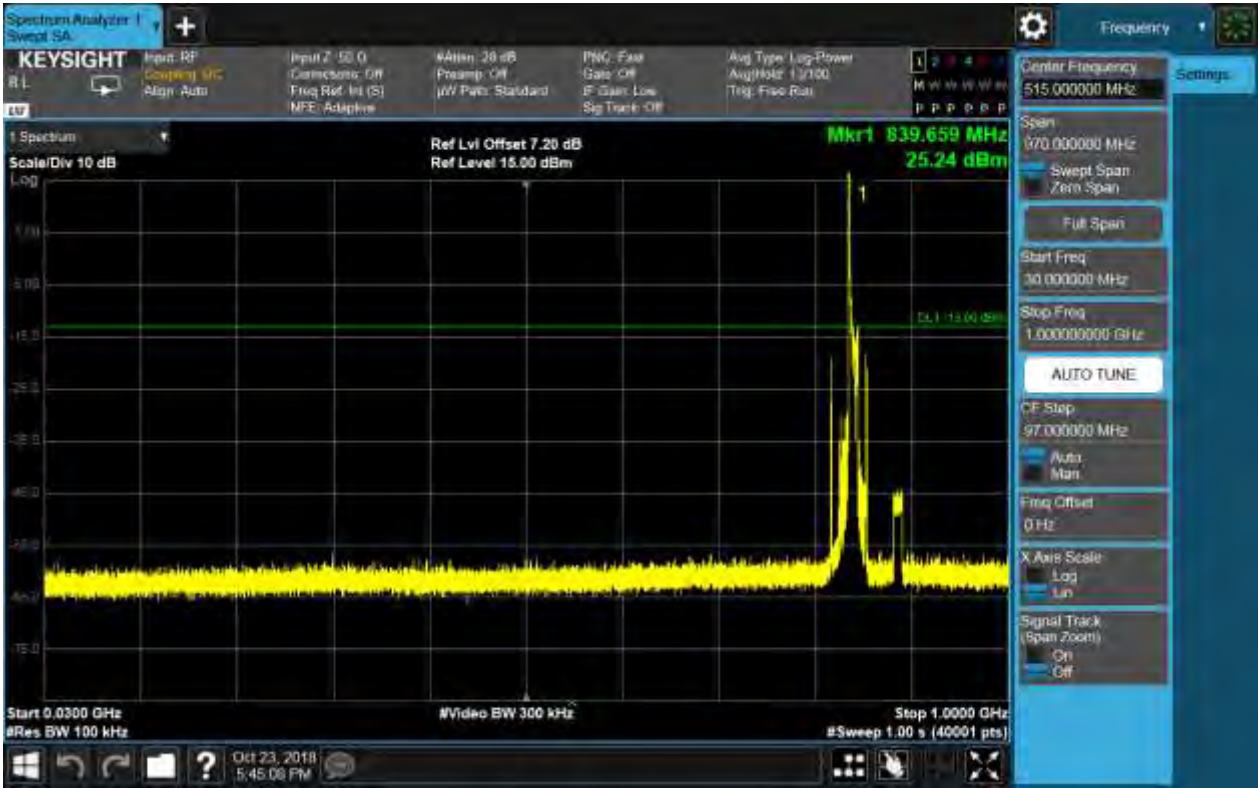 Spectrum Analyzer 1
Swept SA
Frequency
KEYSIGHT
Input: RF
Coupling: DC
Align: Auto
Input Z: 50 Ω
Corrections: Off
Freq Ref: Int (S)
NFE: Adaptive
#Atten: 28 dB
Preamp: Off
µW Path: Standard
PNO: Fast
Gate: Off
IF Gain: Low
Sig Track: Off
Avg Type: Log-Power
Trig: Free Run
P P P P P P
1 Spectrum
Scale/Div 10 dB
Log
Ref Lvl Offset 7.20 dB
Ref Level 15.00 dBm
Mkr1 839.659 MHz
25.24 dBm
1
-15.0
DL1 -13.00 dBm
Start 0.0300 GHz
#Res BW 100 kHz
#Video BW 300 kHz
Stop 1.0000 GHz
#Sweep 1.00 s (40001 pts)
Center Frequency
515.000000 MHz
Settings
Span
970.000000 MHz
Swept Span
Zero Span
Full Span
Start Freq
30.000000 MHz
Stop Freq
1.000000000 GHz
AUTO TUNE
CF Step
97.000000 MHz
Auto
Man
Freq Offset
0 Hz
X Axis Scale
Log
Lin
Signal Track
(Span Zoom)
On
Off
?
Oct 23, 2018
5:45:08 PM